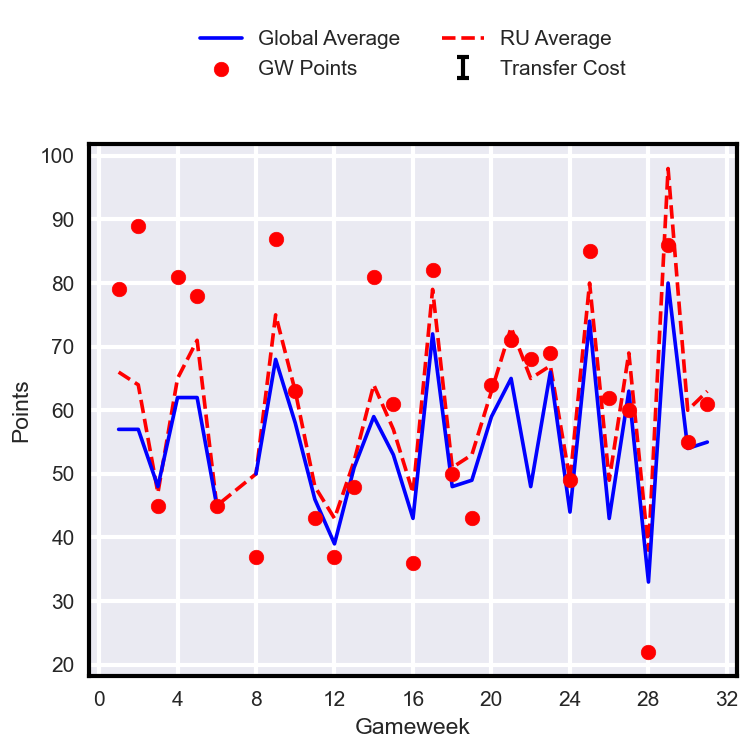 Global Average
RU Average
GW Points
Transfer Cost
100
90
80
70
60
50
40
30
20
Points
0 4 8 12 16 20 24 28 32
Gameweek